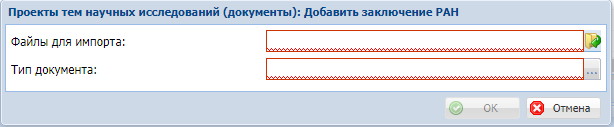 Проекты тем научных исследований (документы): Добавить заключение РАН
Файлы для импорта:
Тип документа:
...
ОК
Отмена